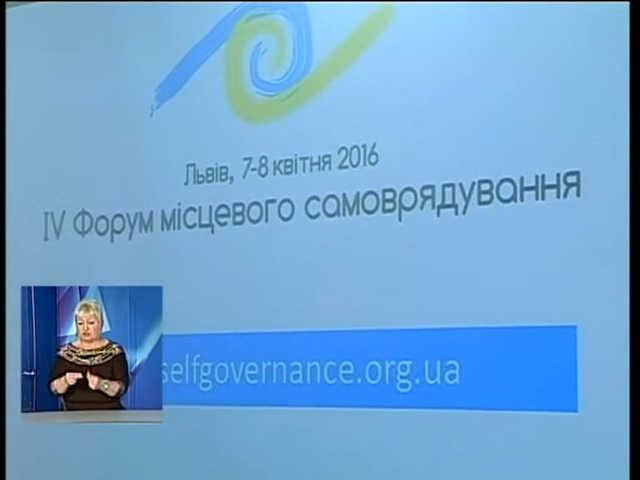 Львів, 7-8 квітня 2016
IV Форум місцевого самоврядування
selfgovernance.org.ua